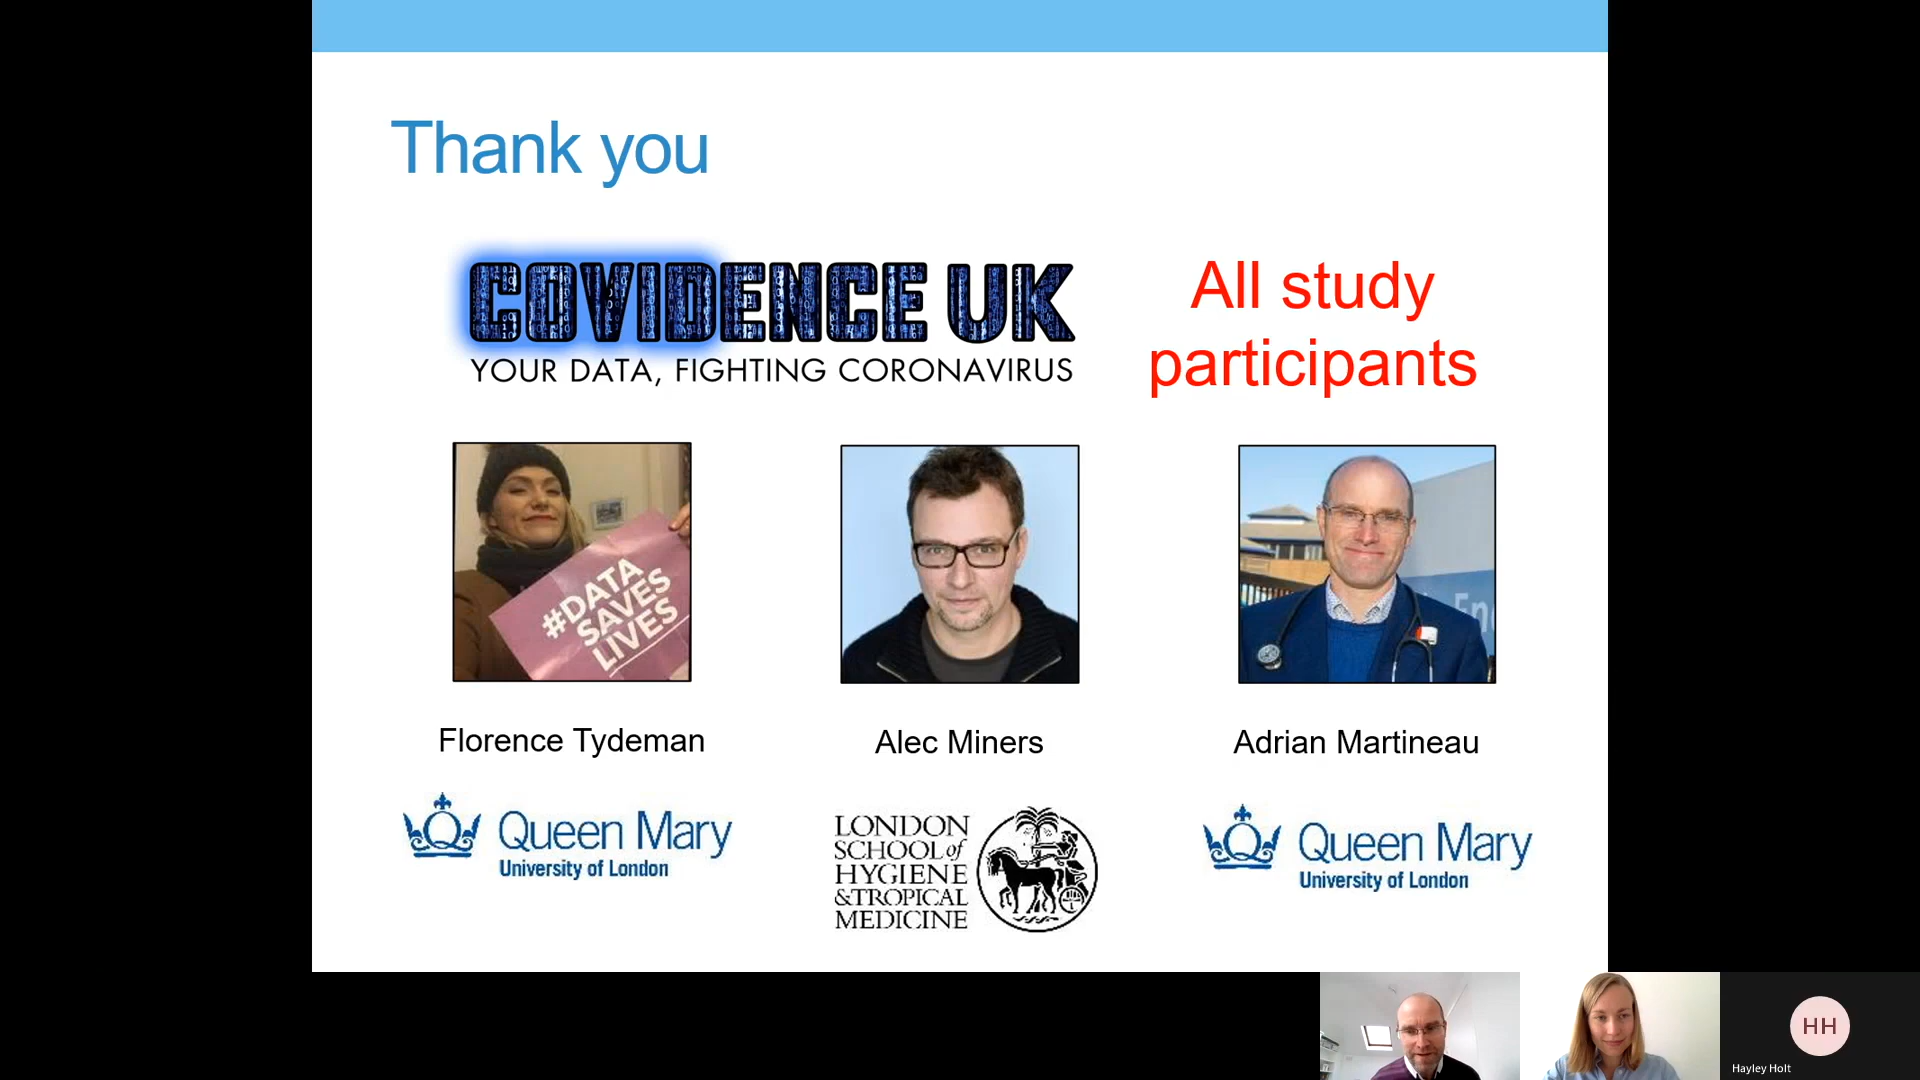 Thank you
COVIDENCE UK
YOUR DATA, FIGHTING CORONAVIRUS
All study
participants
#DATA
SAVES
LIVES
En
Florence Tydeman
Alec Miners
Adrian Martineau
Queen Mary
University of London
LONDON
SCHOOL of
HYGIENE
&TROPICAL
MEDICINE
Queen Mary
University of London
HH
Hayley Holt